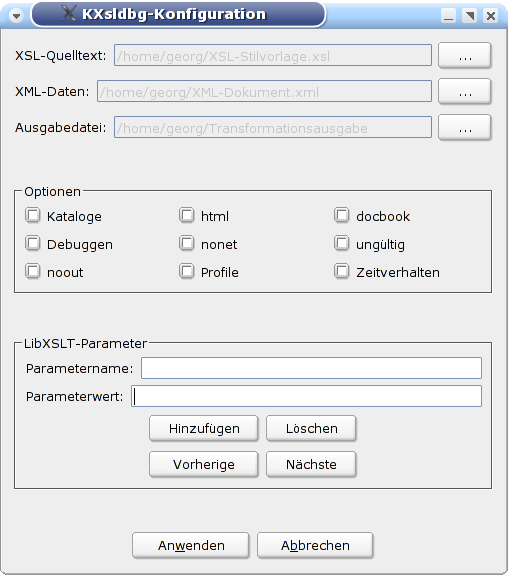 KXsldbg-Konfiguration
XSL-Quelltext: /home/georg/XSL-Stilvorlage.xsl ...
XML-Daten: /home/georg/XML-Dokument.xml ...
Ausgabedatei: /home/georg/Transformationsausgabe ...
Optionen
Kataloge html docbook
Debuggen nonet ungültig
noout Profile Zeitverhalten
LibXSLT-Parameter
Parametername:
Parameterwert:
Hinzufügen Löschen
Vorherige Nächste
Anwenden Abbrechen